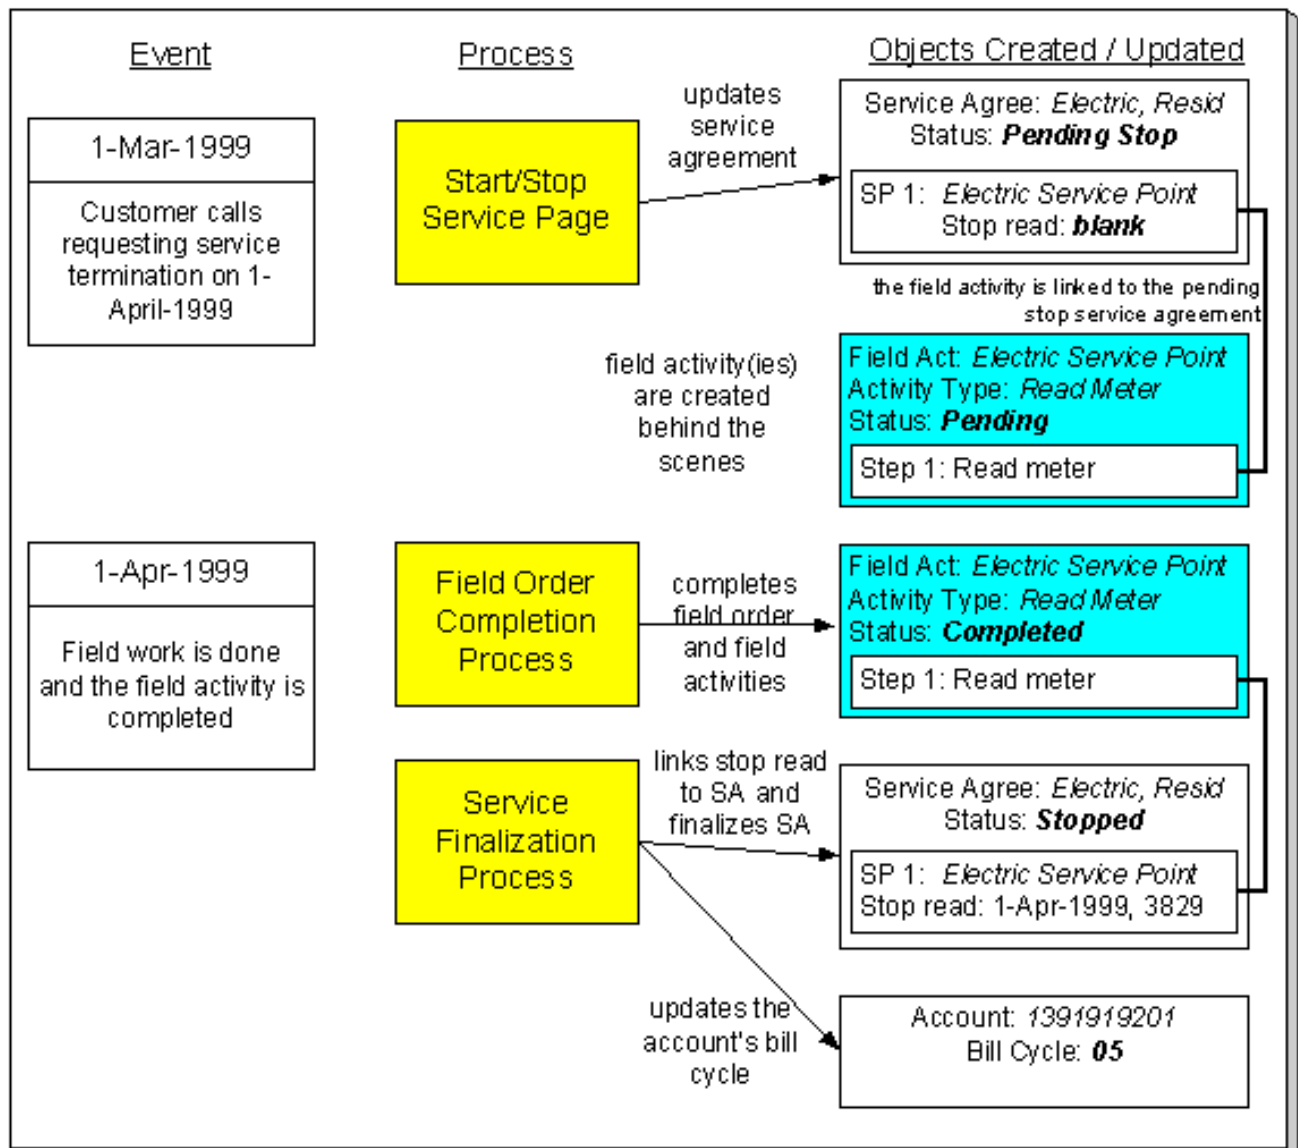 Event
Process
Objects Created / Updated
1-Mar-1999
Customer calls
requesting service
termination on 1-
April-1999
Start/Stop
Service Page
updates
service
agreement
Service Agree: Electric, Resid
Status: Pending Stop
SP 1: Electric Service Point
Stop read: blank
the field activity is linked to the pending
stop service agreement
field activity(ies)
are created
behind the
scenes
Field Act: Electric Service Point
Activity Type: Read Meter
Status: Pending
Step 1: Read meter
1-Apr-1999
Field work is done
and the field activity is
completed
Field Order
Completion
Process
completes
field order
and field
activities
Field Act: Electric Service Point
Activity Type: Read Meter
Status: Completed
Step 1: Read meter
Service
Finalization
Process
links stop read
to SA and
finalizes SA
Service Agree: Electric, Resid
Status: Stopped
SP 1: Electric Service Point
Stop read: 1-Apr-1999, 3829
updates the
account's bill
cycle
Account: 1391919201
Bill Cycle: 05